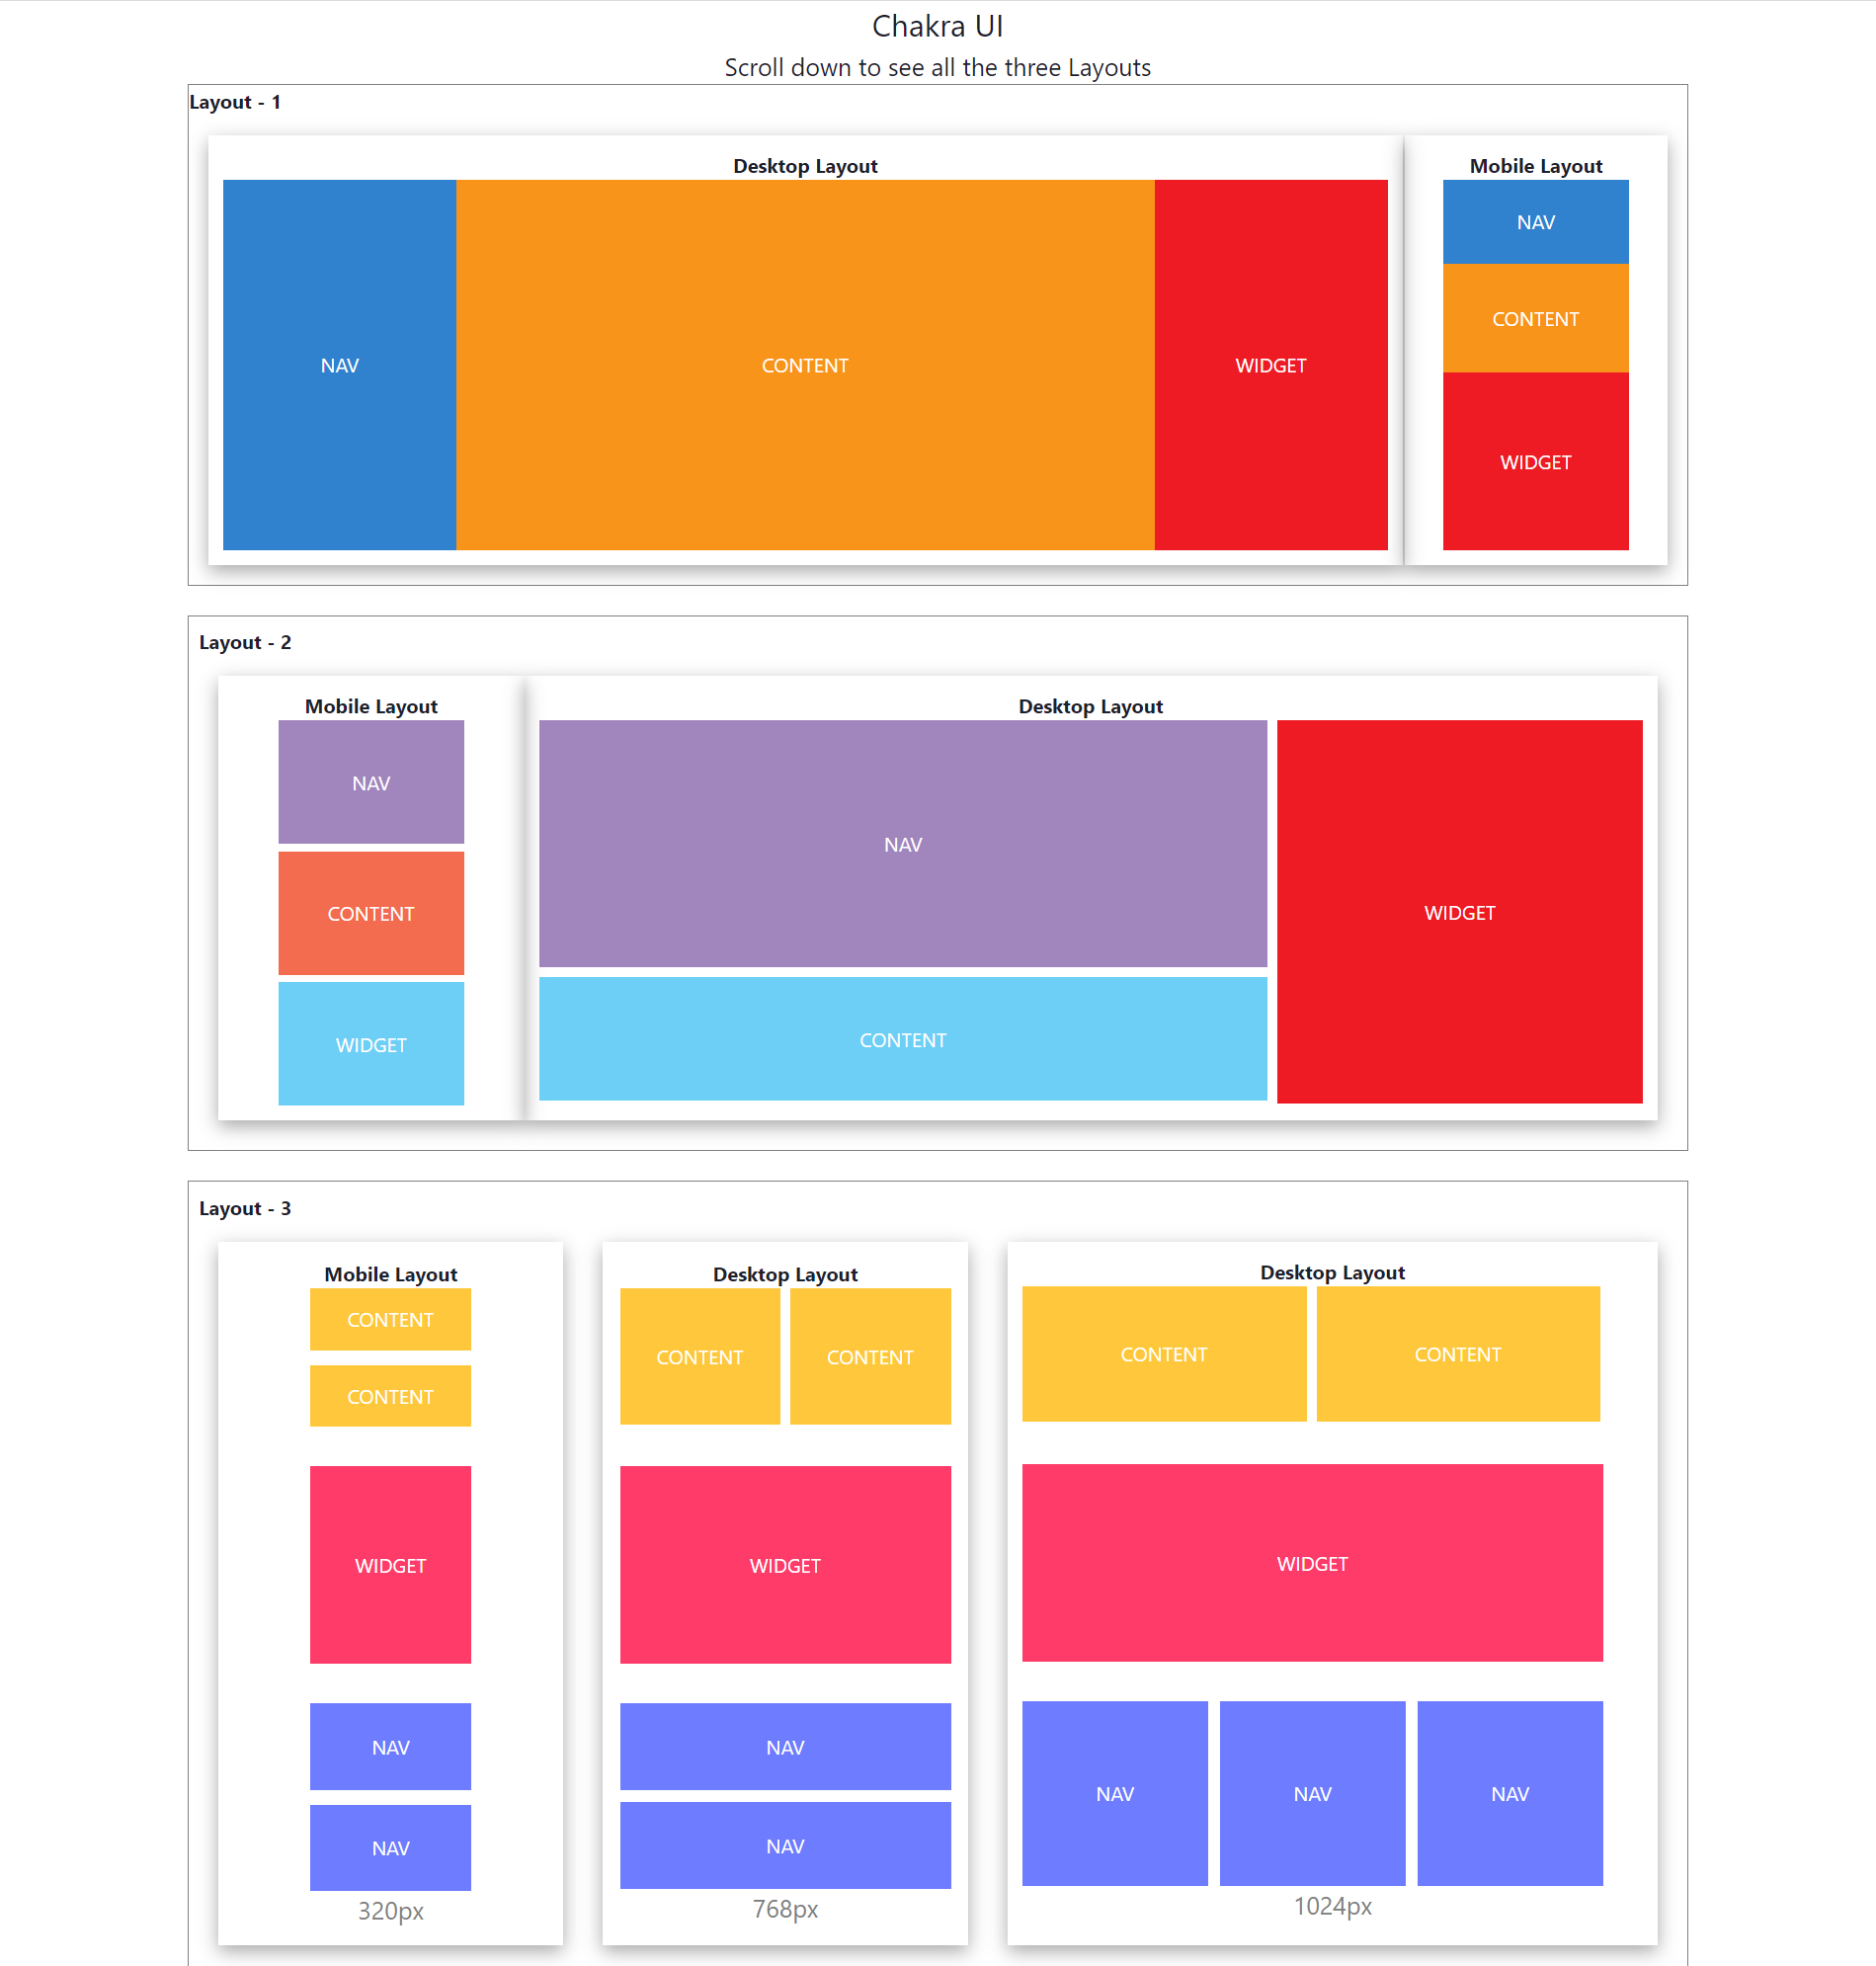 Chakra UI
Scroll down to see all the three Layouts
Layout - 1
Desktop Layout
NAV
CONTENT
WIDGET
Mobile Layout
NAV
CONTENT
WIDGET
Layout - 2
Mobile Layout
NAV
CONTENT
WIDGET
Desktop Layout
NAV
CONTENT
WIDGET
Layout - 3
Mobile Layout
CONTENT
CONTENT
WIDGET
NAV
NAV
320px
Desktop Layout
CONTENT
CONTENT
WIDGET
NAV
NAV
768px
Desktop Layout
CONTENT
CONTENT
WIDGET
NAV
NAV
NAV
1024px